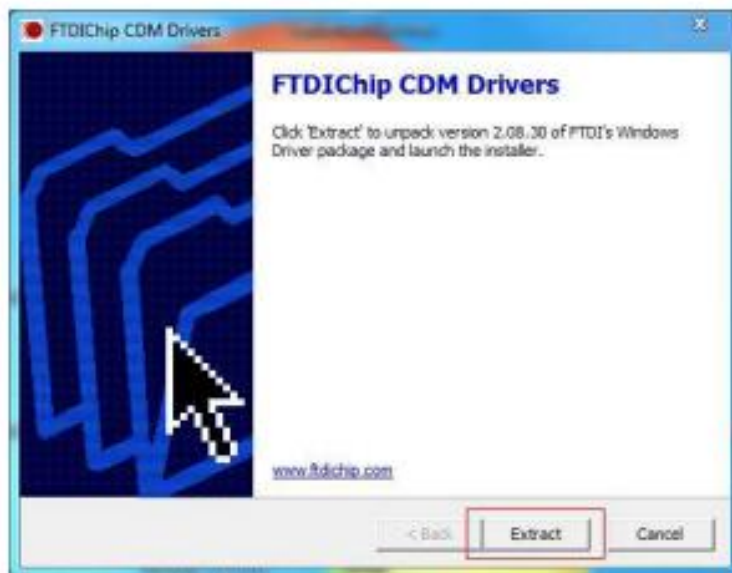 FTDIChip CDM Drivers
FTDIChip CDM Drivers
Click 'Extract' to unpack version 2.08.30 of FTDI's Windows
Driver package and launch the installer.
www.ftdichip.com
< Back
Extract
Cancel